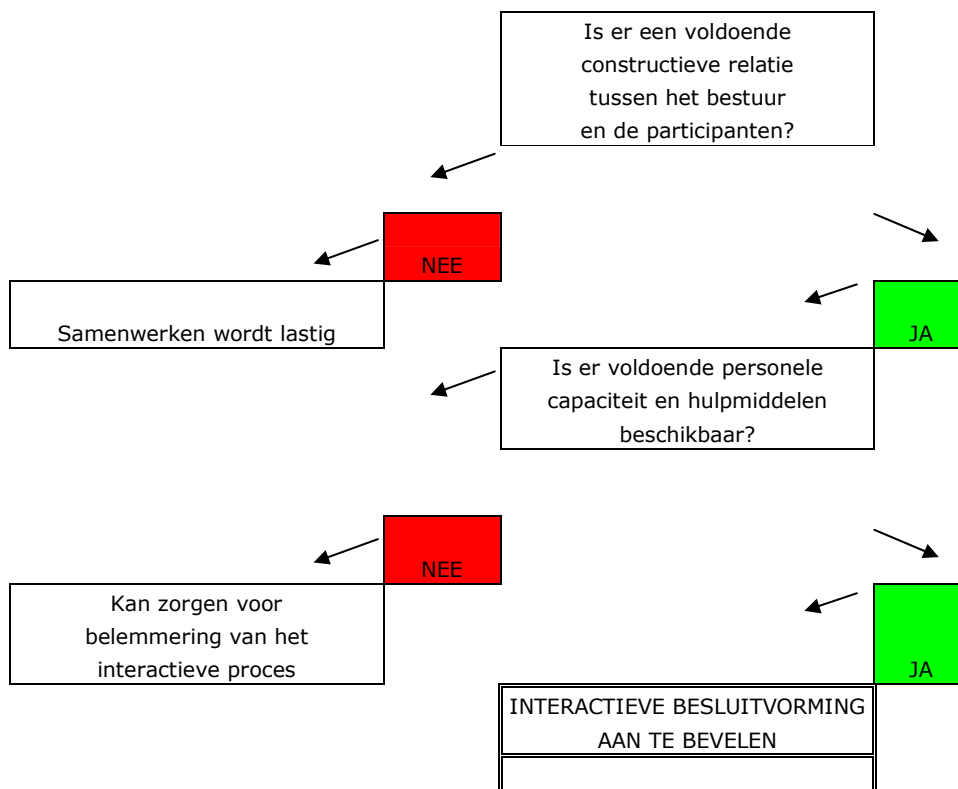 Is er een voldoende
constructieve relatie
tussen het bestuur
en de participanten?
NEE
Samenwerken wordt lastig
JA
Is er voldoende personele
capaciteit en hulpmiddelen
beschikbaar?
NEE
Kan zorgen voor
belemmering van het
interactieve proces
JA
INTERACTIEVE BESLUITVORMING
AAN TE BEVELEN